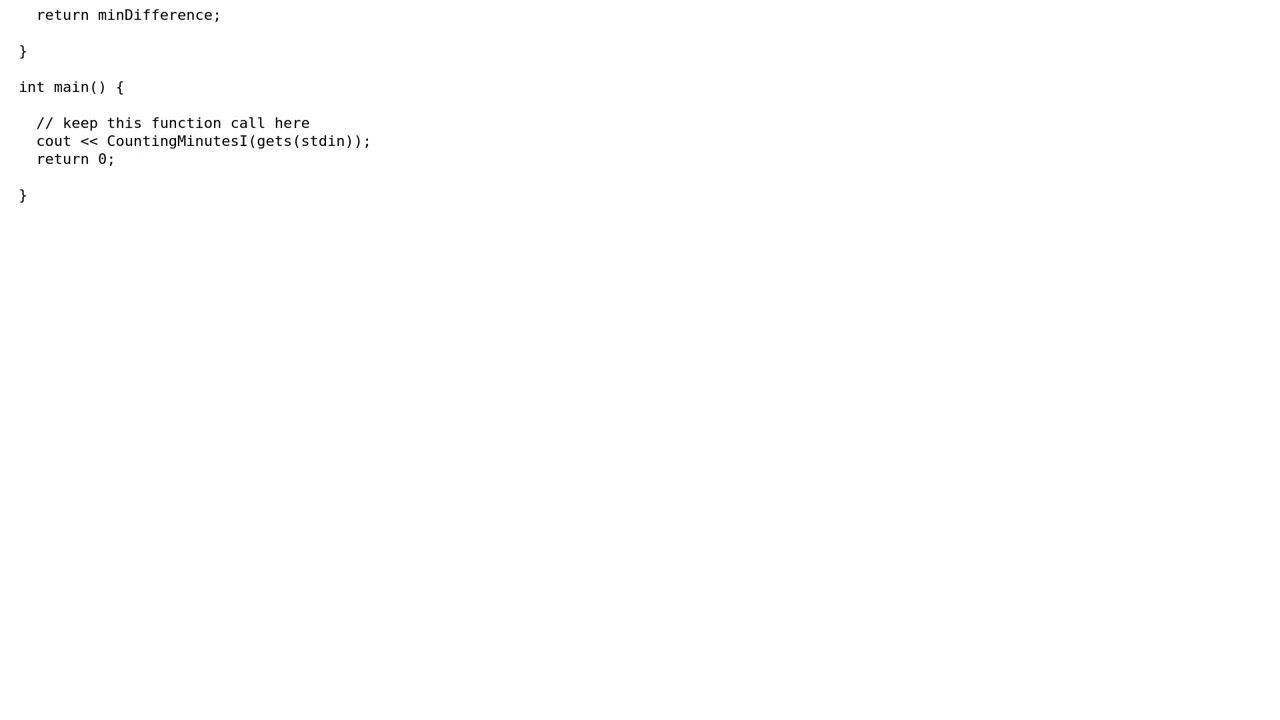 return minDifference;
}
int main() {
// keep this function call here
cout << CountingMinutesI(gets(stdin));
return 0;
}